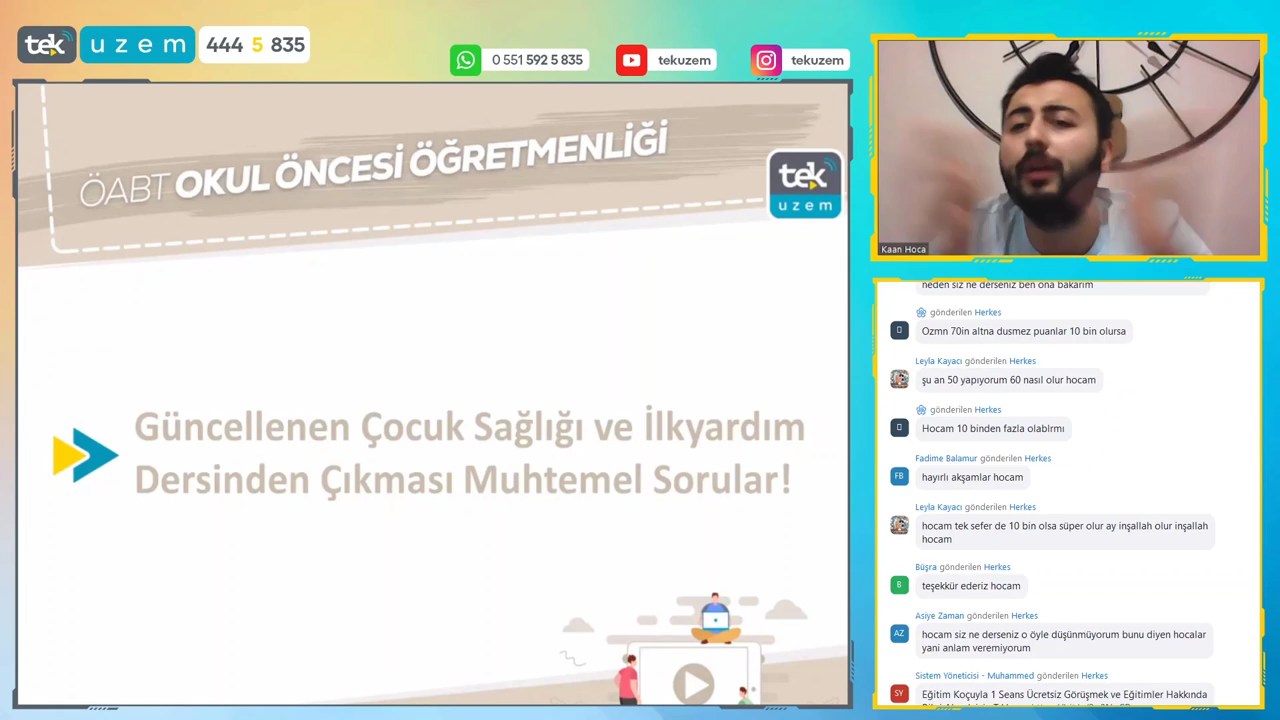 tek uzem 444 5 835
0 551 592 5 835
tekuzem
tekuzem
ÖABT OKUL ÖNCESİ ÖĞRETMENLİĞİ
tek
uzem
Güncellenen Çocuk Sağlığı ve İlkyardım
Dersinden Çıkması Muhtemel Sorular!
Kaan Hoca
neden siz ne derseniz ben ona bakarım
gönderilen Herkes
Ozmn 70in altna dusmez puanlar 10 bin olursa
Leyla Kayacı gönderilen Herkes
şu an 50 yapıyorum 60 nasıl olur hocam
gönderilen Herkes
Hocam 10 binden fazla olablrmı
Fadime Balamur gönderilen Herkes
FB
hayırlı akşamlar hocam
Leyla Kayacı gönderilen Herkes
hocam tek sefer de 10 bin olsa süper olur ay inşallah olur inşallah
hocam
Büşra gönderilen Herkes
B
teşekkür ederiz hocam
Asiye Zaman gönderilen Herkes
AZ
hocam siz ne derseniz o öyle düşünmüyorum bunu diyen hocalar
yani anlam veremiyorum
Sistem Yöneticisi - Muhammed gönderilen Herkes
SY
Eğitim Koçuyla 1 Seans Ücretsiz Görüşmek ve Eğitimler Hakkında